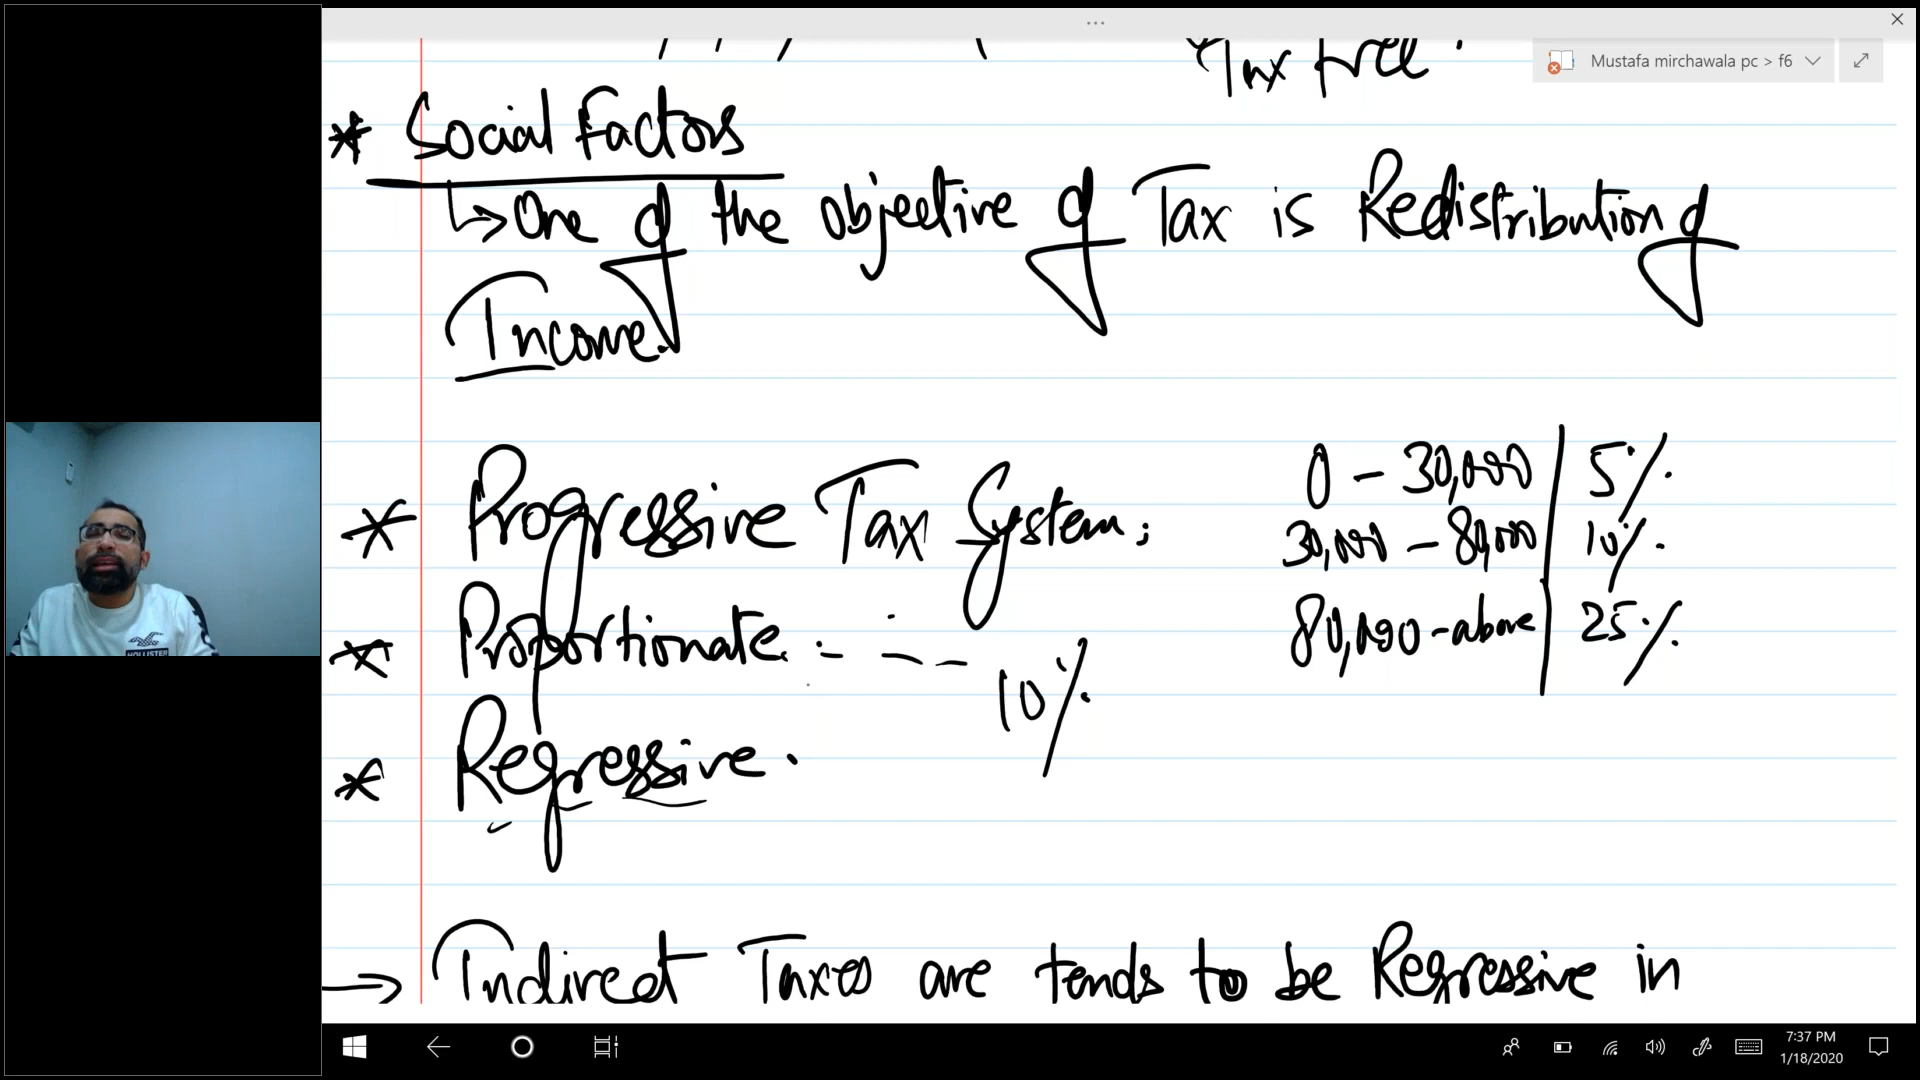 Mustafa mirchawala pc > f6
Tax free.
* Social Factors
↳ One of the objective of Tax is Redistribution of
Income.
* Progressive Tax System:
0 - 30,000 | 5%
30,000 - 80,000 | 10%
80,000 - above | 25%
* Proportionate : - - -
10%
* Regressive.
→ Indirect Taxes are tends to be Regressive in
HOLLISTER
7:37 PM
1/18/2020